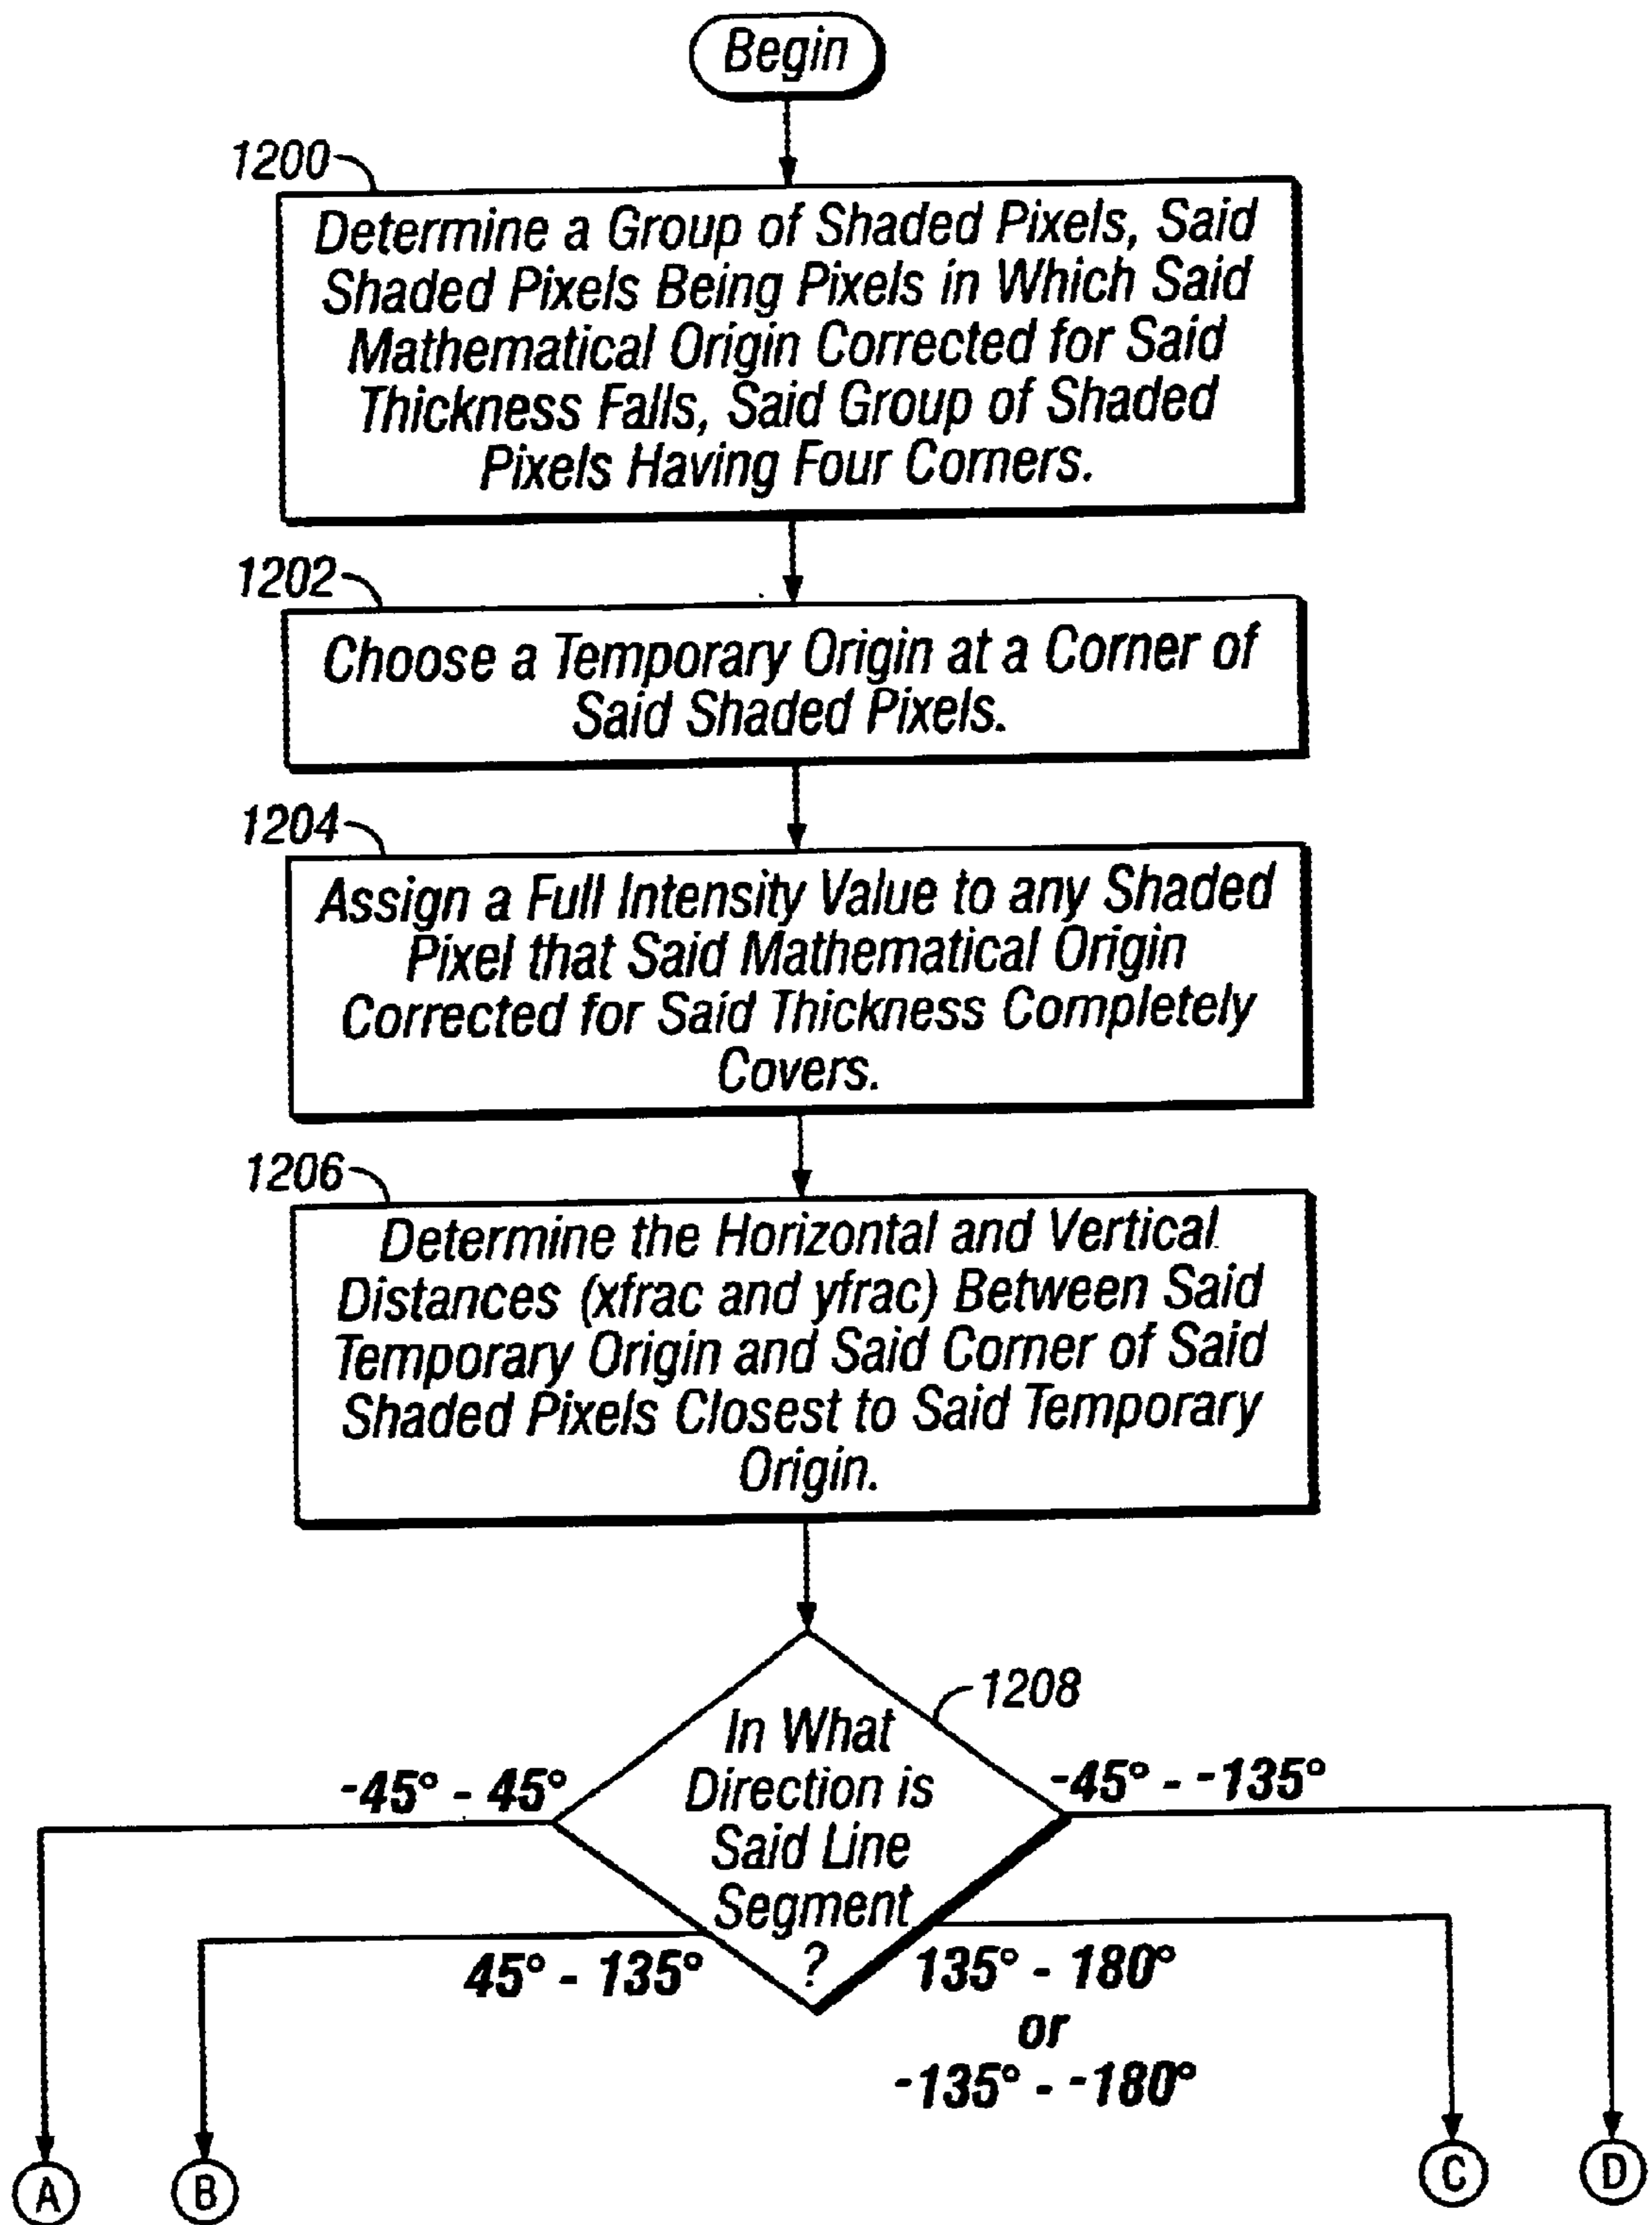 Begin
1200
Determine a Group of Shaded Pixels, Said
Shaded Pixels Being Pixels in Which Said
Mathematical Origin Corrected for Said
Thickness Falls, Said Group of Shaded
Pixels Having Four Corners.
1202
Choose a Temporary Origin at a Corner of
Said Shaded Pixels.
1204
Assign a Full Intensity Value to any Shaded
Pixel that Said Mathematical Origin
Corrected for Said Thickness Completely
Covers.
1206
Determine the Horizontal and Vertical
Distances (xfrac and yfrac) Between Said
Temporary Origin and Said Corner of Said
Shaded Pixels Closest to Said Temporary
Origin.
1208
In What
Direction is
Said Line
Segment
?
-45° - 45°
-45° - -135°
45° - 135°
135° - 180°
or
-135° - -180°
A
B
C
D